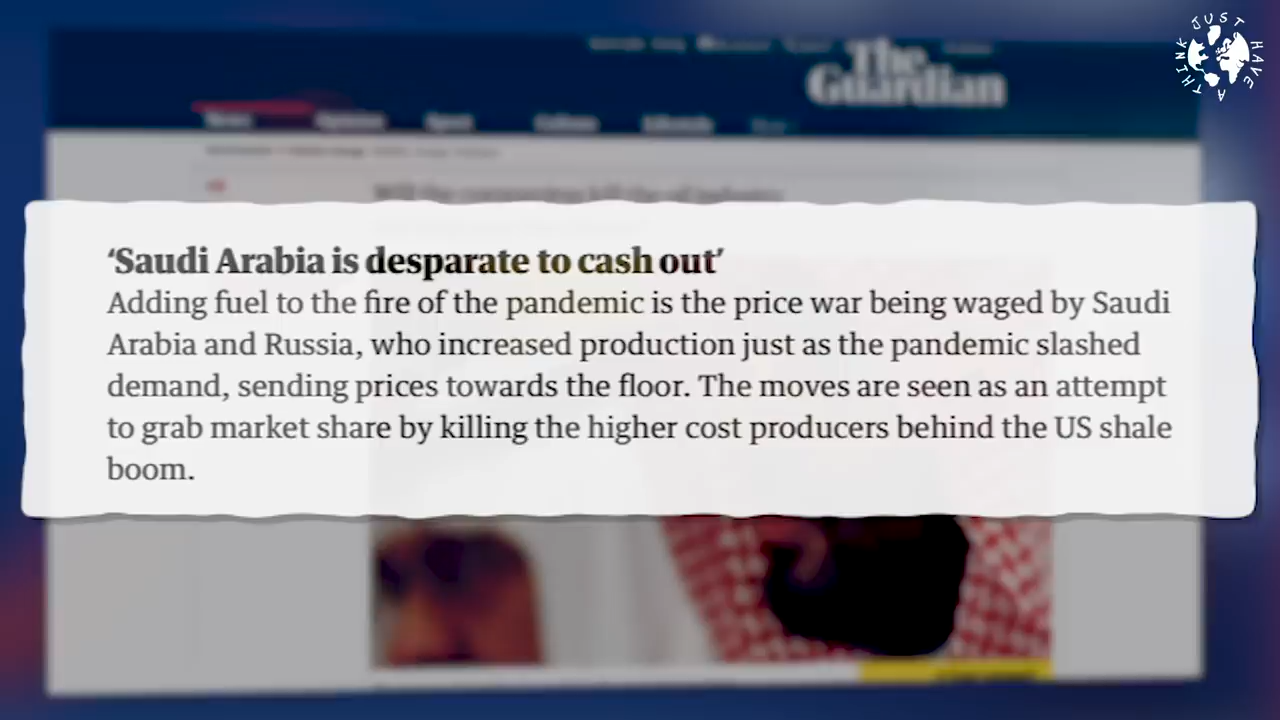 JUST HAVE A THINK
The
Guardian
‘Saudi Arabia is desparate to cash out’
Adding fuel to the fire of the pandemic is the price war being waged by Saudi
Arabia and Russia, who increased production just as the pandemic slashed
demand, sending prices towards the floor. The moves are seen as an attempt
to grab market share by killing the higher cost producers behind the US shale
boom.